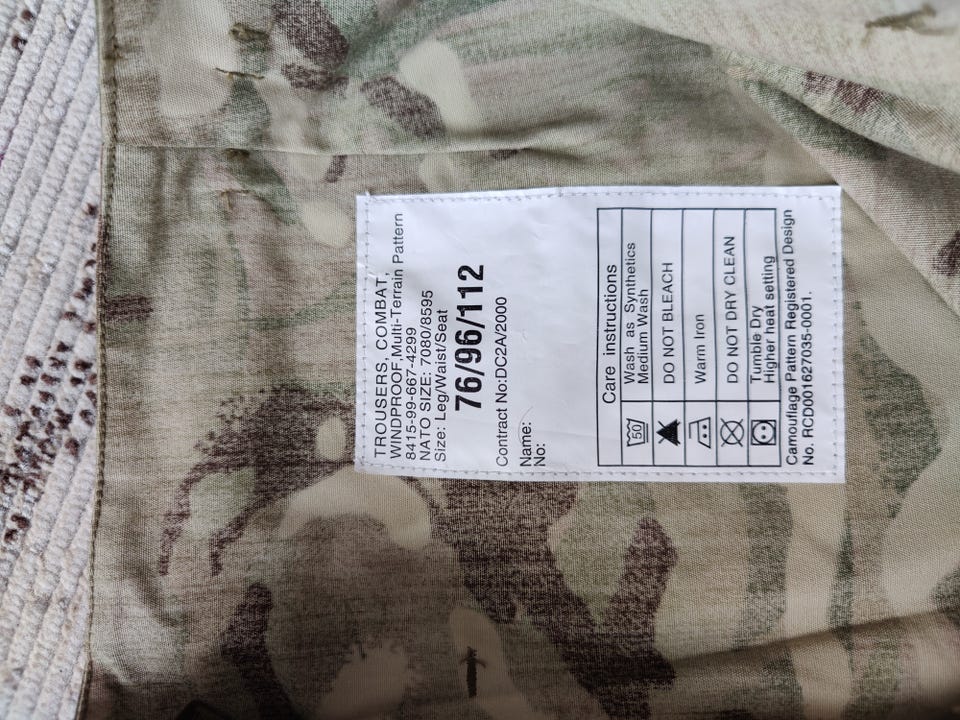 TROUSERS, COMBAT,
WINDPROOF, Multi-Terrain Pattern
8415-99-667-4299
NATO SIZE: 7080/8595
Size: Leg/Waist/Seat
76/96/112
Contract No:DC2A/2000
Name:
No:
Care instructions
50
Wash as Synthetics
Medium Wash
DO NOT BLEACH
Warm Iron
DO NOT DRY CLEAN
Tumble Dry
Higher heat setting
Camouflage Pattern Registered Design
No. RCD001627035-0001.